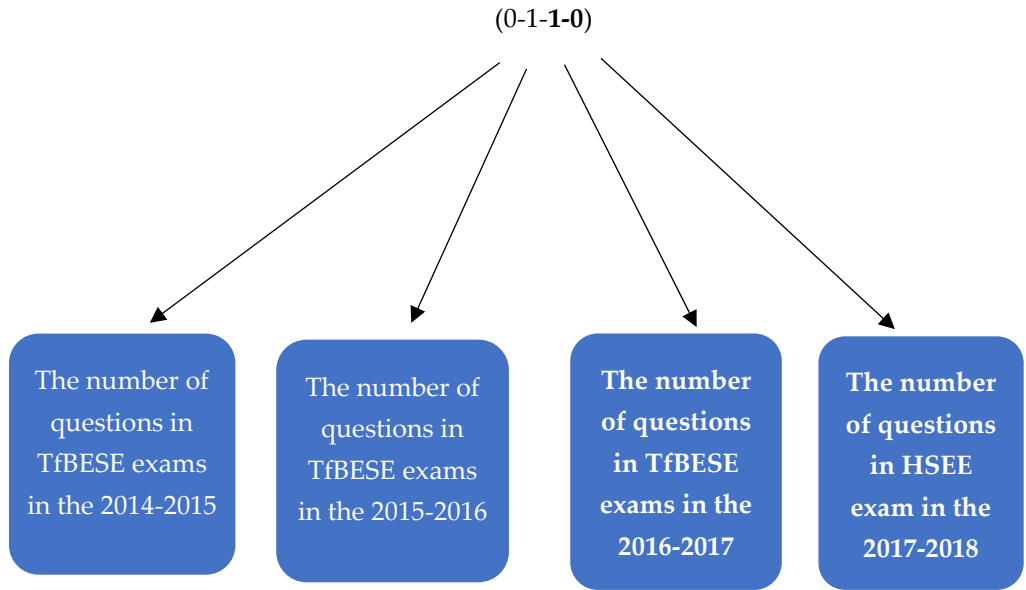 (0-1-1-0)
The number of
questions in
TfBESE exams
in the 2014-2015
The number of
questions in
TfBESE exams
in the 2015-2016
The number
of questions
in TfBESE
exams in the
2016-2017
The number
of questions
in HSEE
exam in the
2017-2018